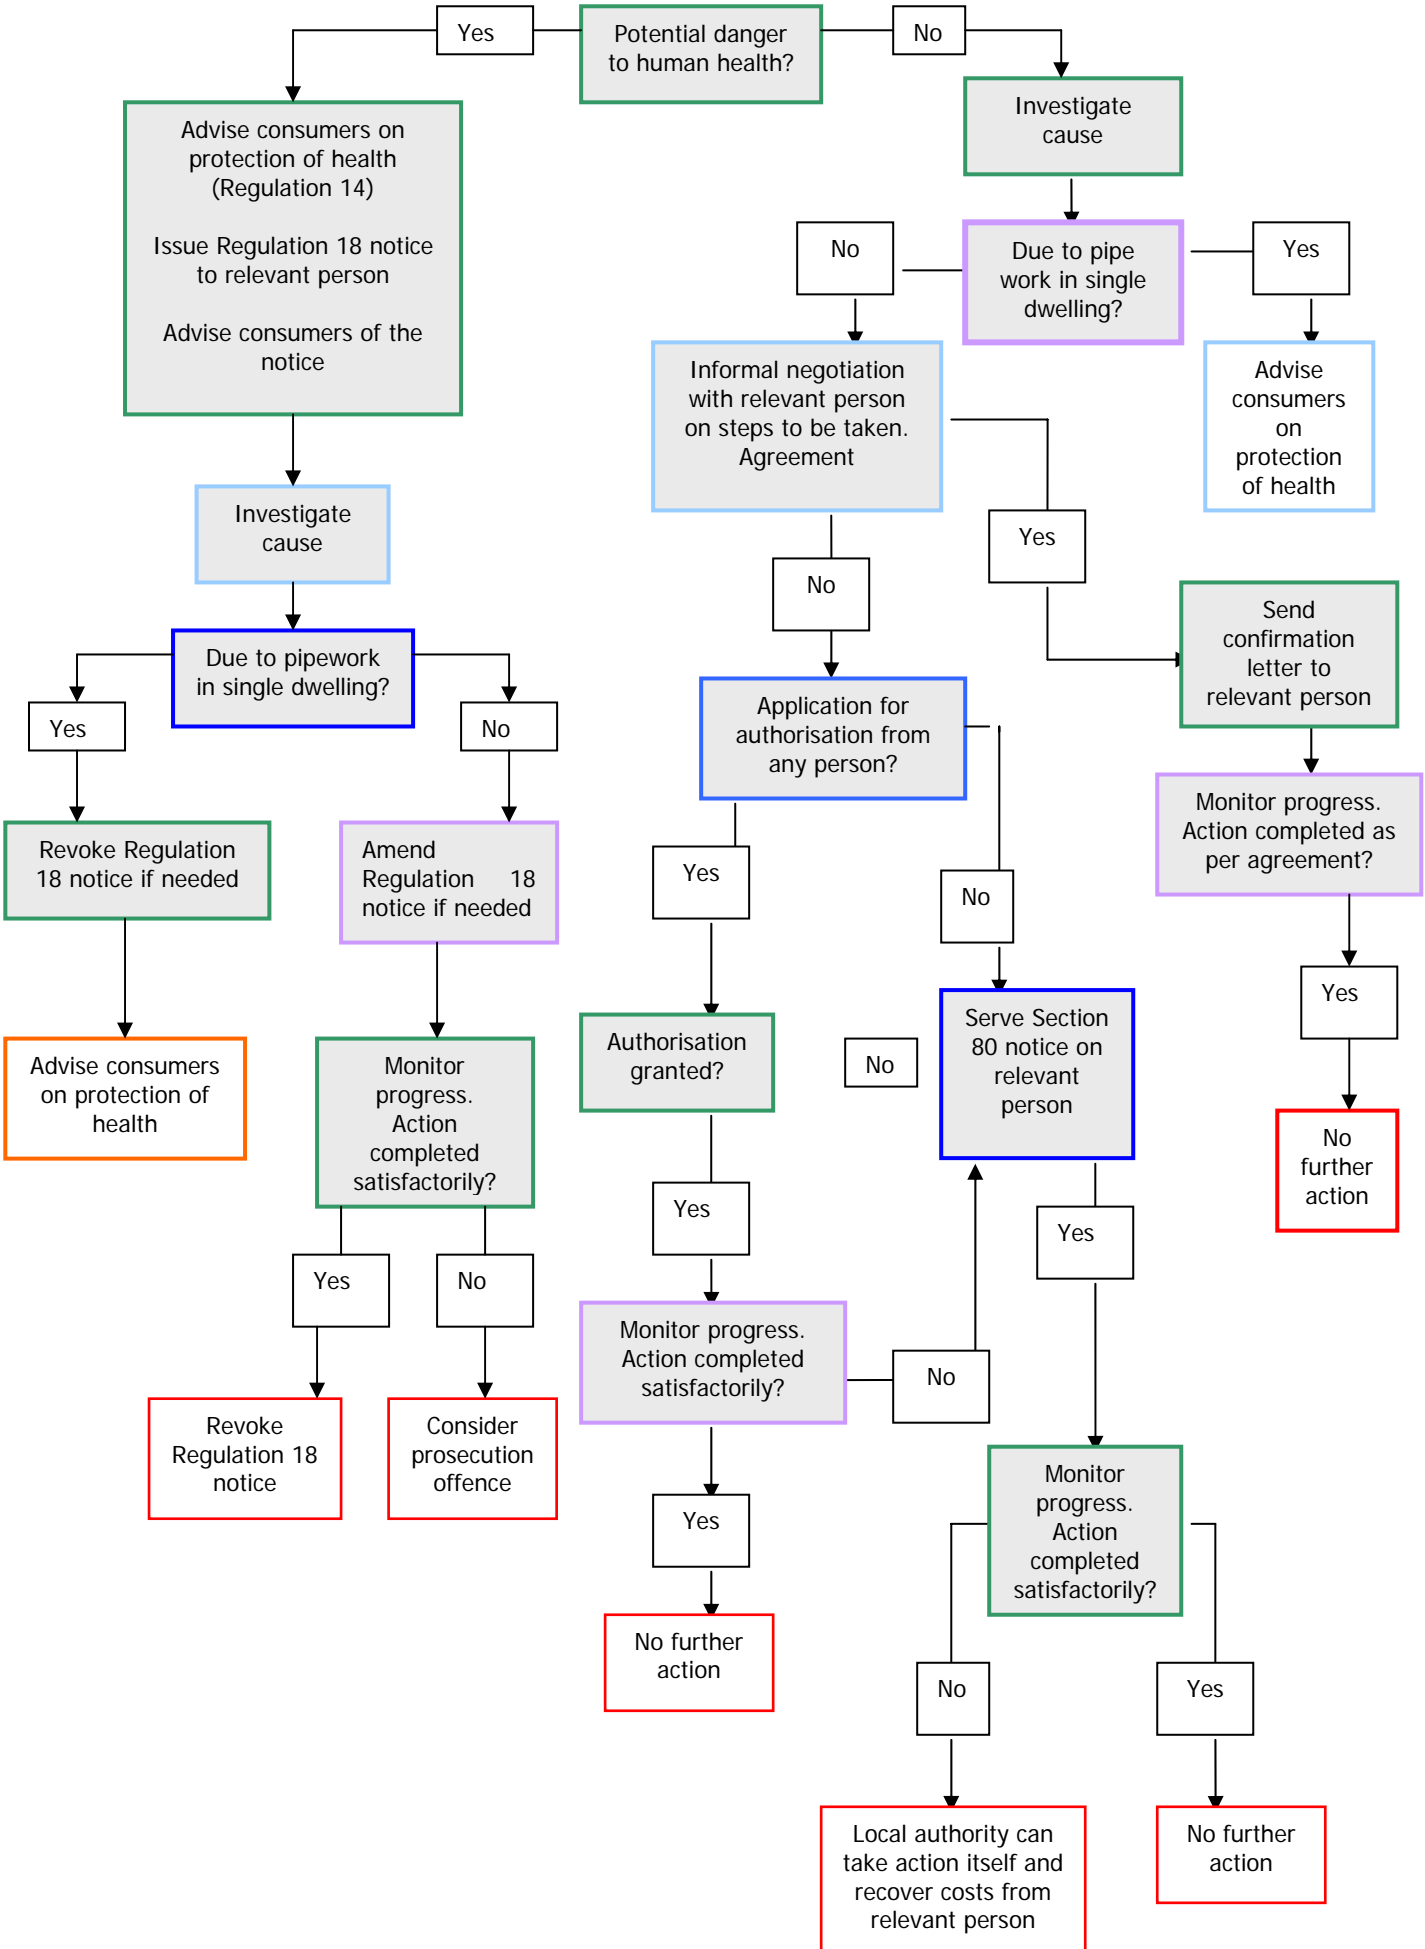 Yes
Potential danger
to human health?
No
Advise consumers on
protection of health
(Regulation 14)
Issue Regulation 18 notice
to relevant person
Advise consumers of the
notice
Investigate
cause
No
Due to pipe
work in single
dwelling?
Yes
Informal negotiation
with relevant person
on steps to be taken.
Agreement
Advise
consumers
on
protection
of health
Investigate
cause
Yes
No
Due to pipework
in single dwelling?
Send
confirmation
letter to
relevant person
Yes
No
Application for
authorisation from
any person?
Monitor progress.
Action completed as
per agreement?
Revoke Regulation
18 notice if needed
Amend
Regulation 18
notice if needed
Yes
No
Yes
Advise consumers
on protection of
health
Monitor
progress.
Action
completed
satisfactorily?
Authorisation
granted?
No
Serve Section
80 notice on
relevant
person
No
further
action
Yes
Yes
Yes
No
Monitor progress.
Action completed
satisfactorily?
No
Revoke
Regulation 18
notice
Consider
prosecution
offence
Yes
Monitor
progress.
Action
completed
satisfactorily?
No further
action
No
Yes
Local authority can
take action itself and
recover costs from
relevant person
No further
action